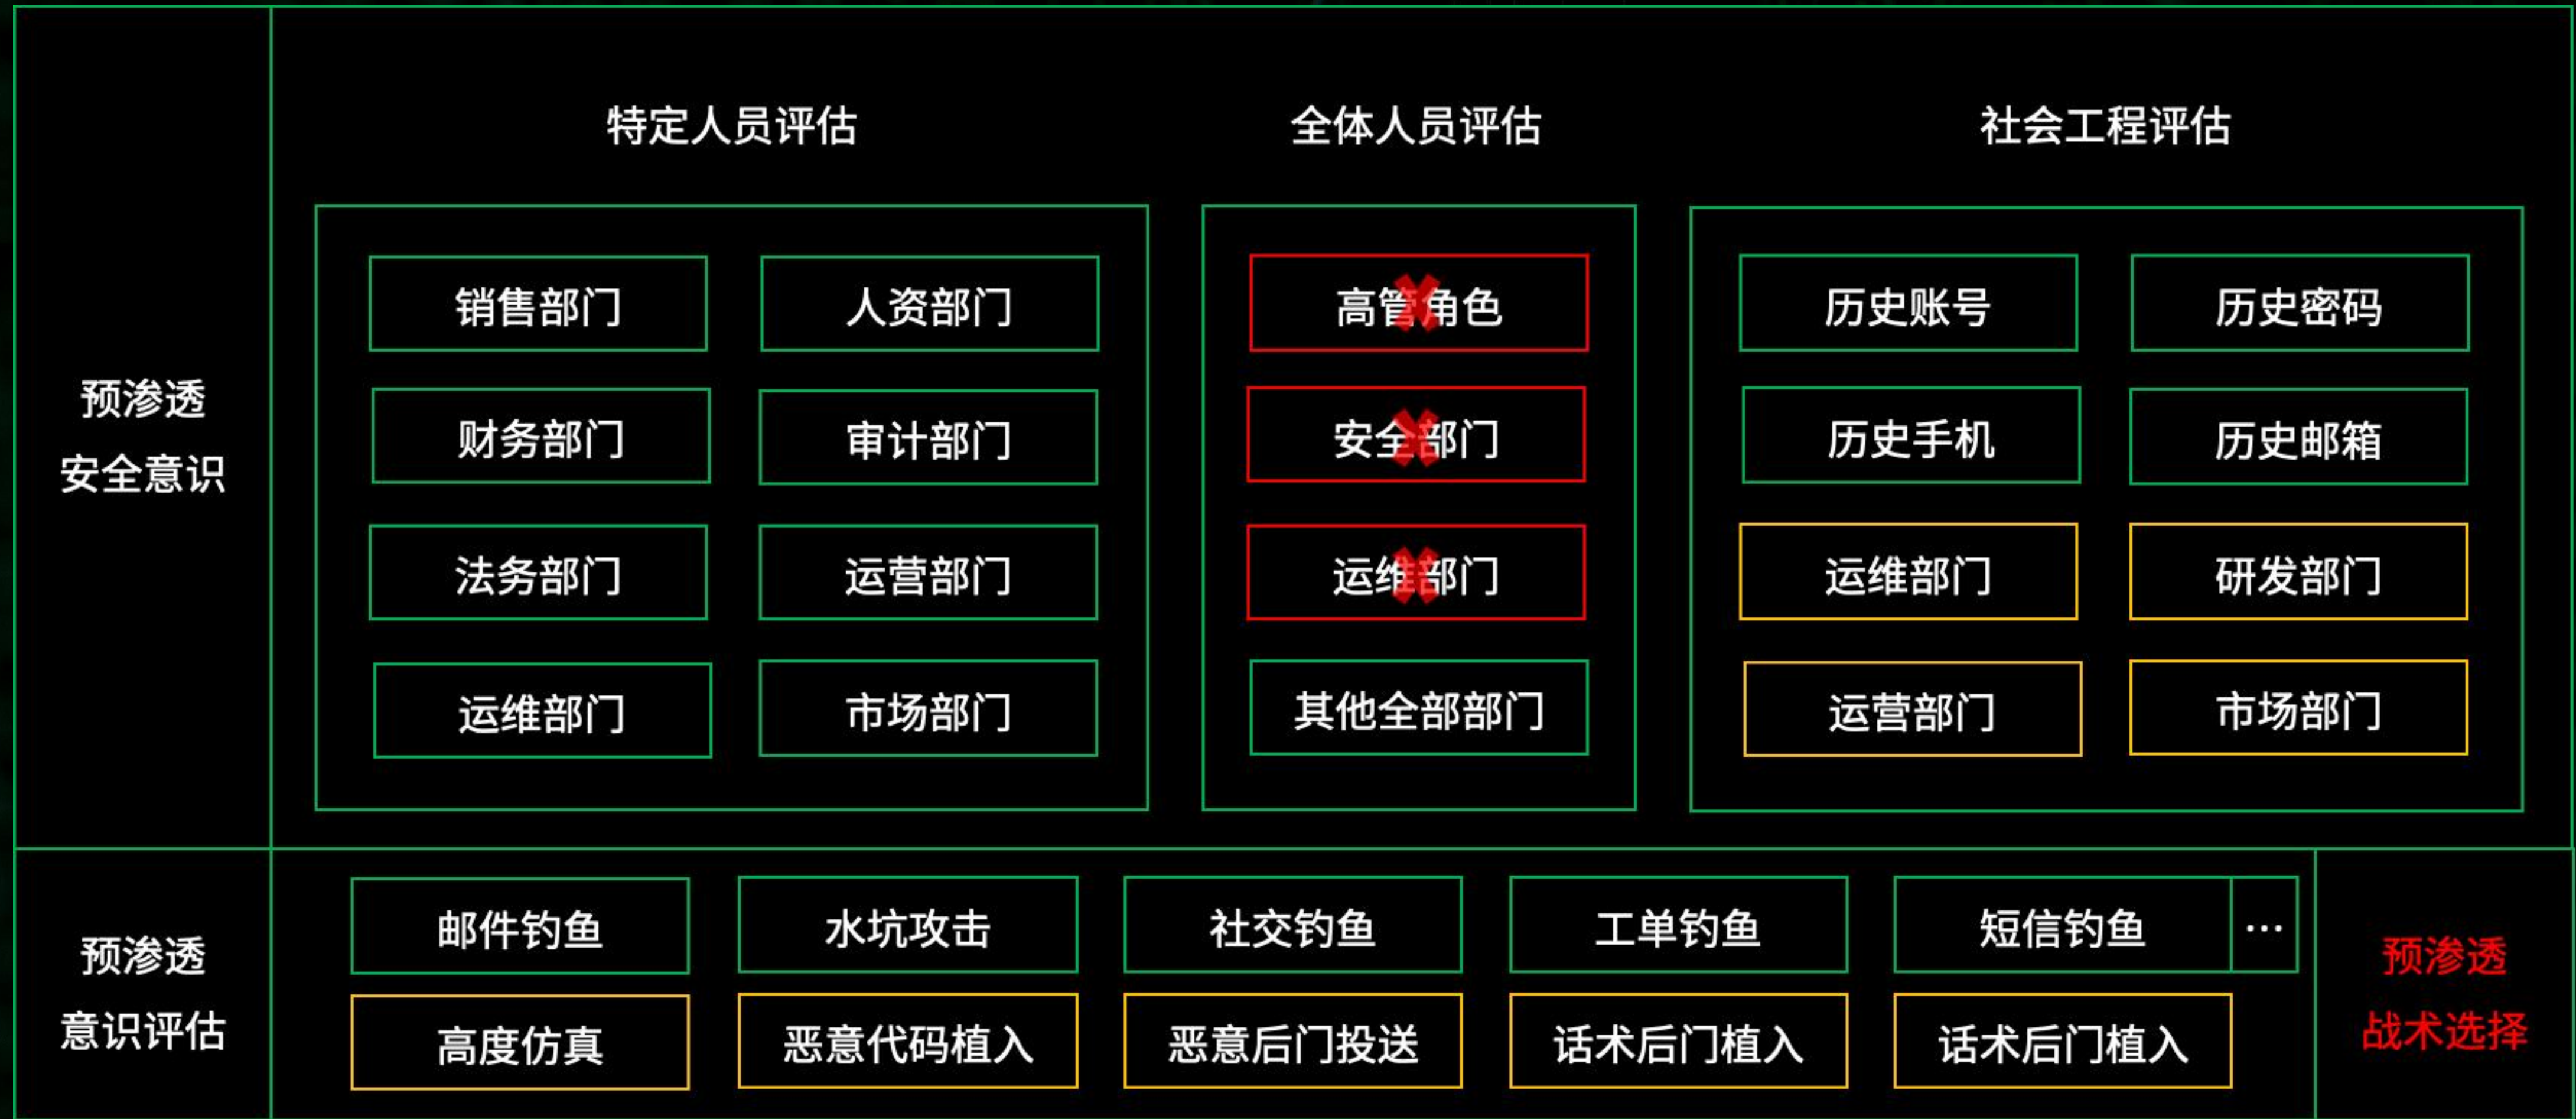 特定人员评估
全体人员评估
社会工程评估
预渗透
安全意识
销售部门
人资部门
财务部门
审计部门
法务部门
运营部门
运维部门
市场部门
高管角色
安全部门
运维部门
其他全部部门
历史账号
历史密码
历史手机
历史邮箱
运维部门
研发部门
运营部门
市场部门
预渗透
意识评估
邮件钓鱼
水坑攻击
社交钓鱼
工单钓鱼
短信钓鱼
...
高度仿真
恶意代码植入
恶意后门投送
话术后门植入
话术后门植入
预渗透
战术选择